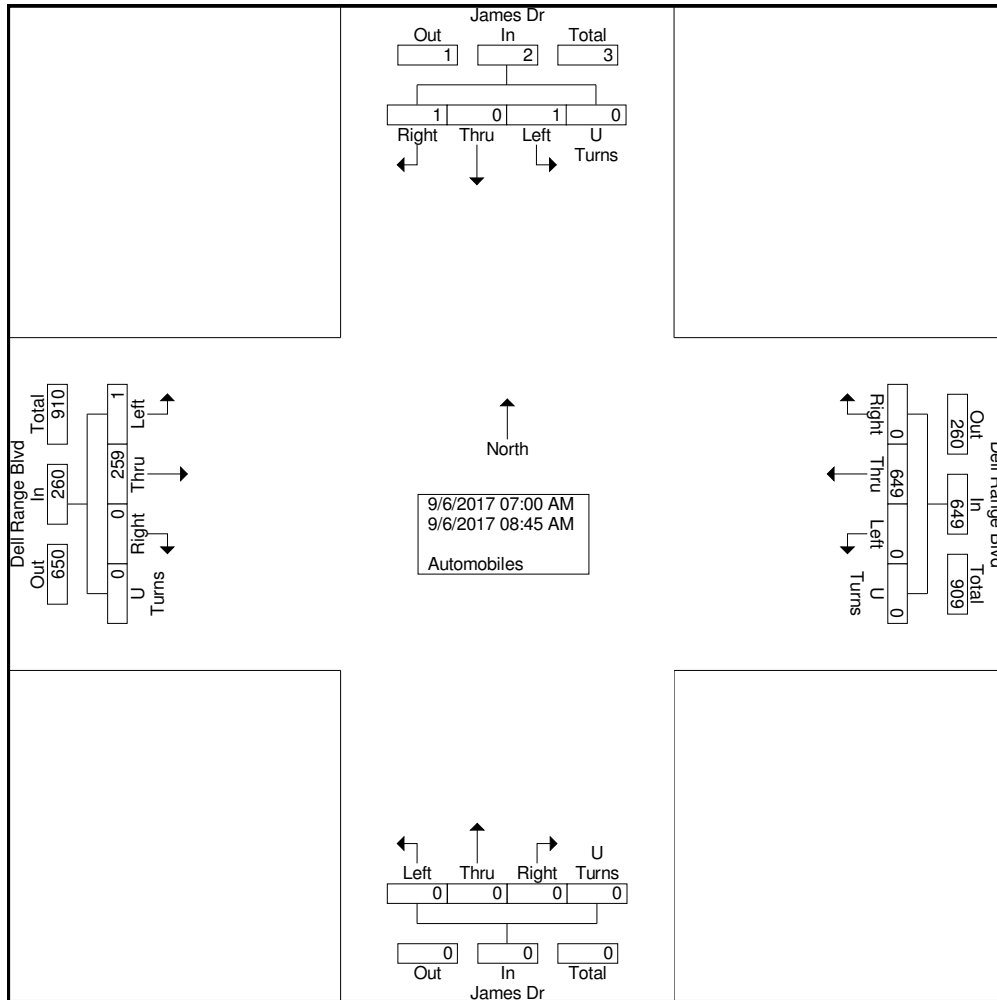 James Dr
Out In Total
1 2 3
1 0 1 0
Right Thru Left U Turns
Dell Range Blvd
Total In Out
910 260 650
1 259 0 0
Left Thru Right U Turns
North
9/6/2017 07:00 AM
9/6/2017 08:45 AM
Automobiles
Right Thru Left U Turns
0 649 0 0
260 649 909
Out In Total
Dell Range Blvd
Left Thru Right U Turns
0 0 0 0
0 0 0
Out In Total
James Dr